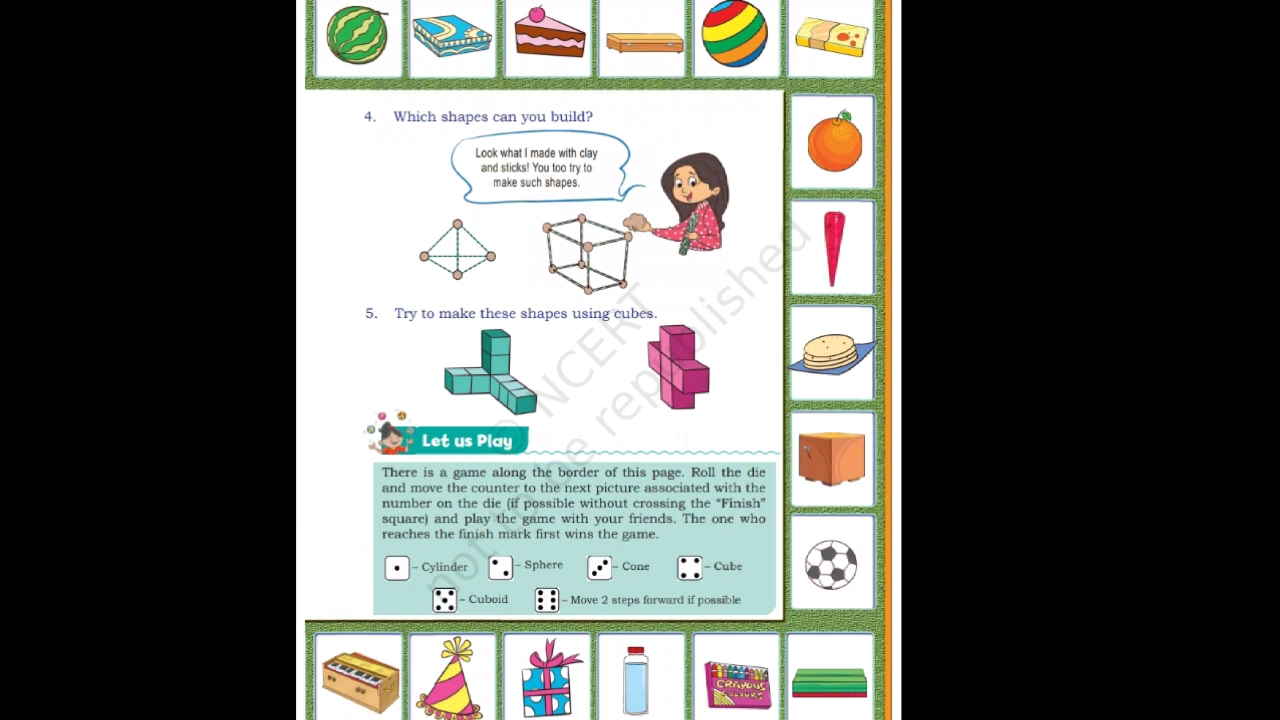 4. Which shapes can you build?
Look what I made with clay
and sticks! You too try to
make such shapes.
5. Try to make these shapes using cubes.
Let us Play
There is a game along the border of this page. Roll the die
and move the counter to the next picture associated with the
number on the die (if possible without crossing the “Finish”
square) and play the game with your friends. The one who
reaches the finish mark first wins the game.
– Cylinder – Sphere – Cone – Cube
– Cuboid – Move 2 steps forward if possible
CRAYONS
COLOURS
© NCERT
not to be republished